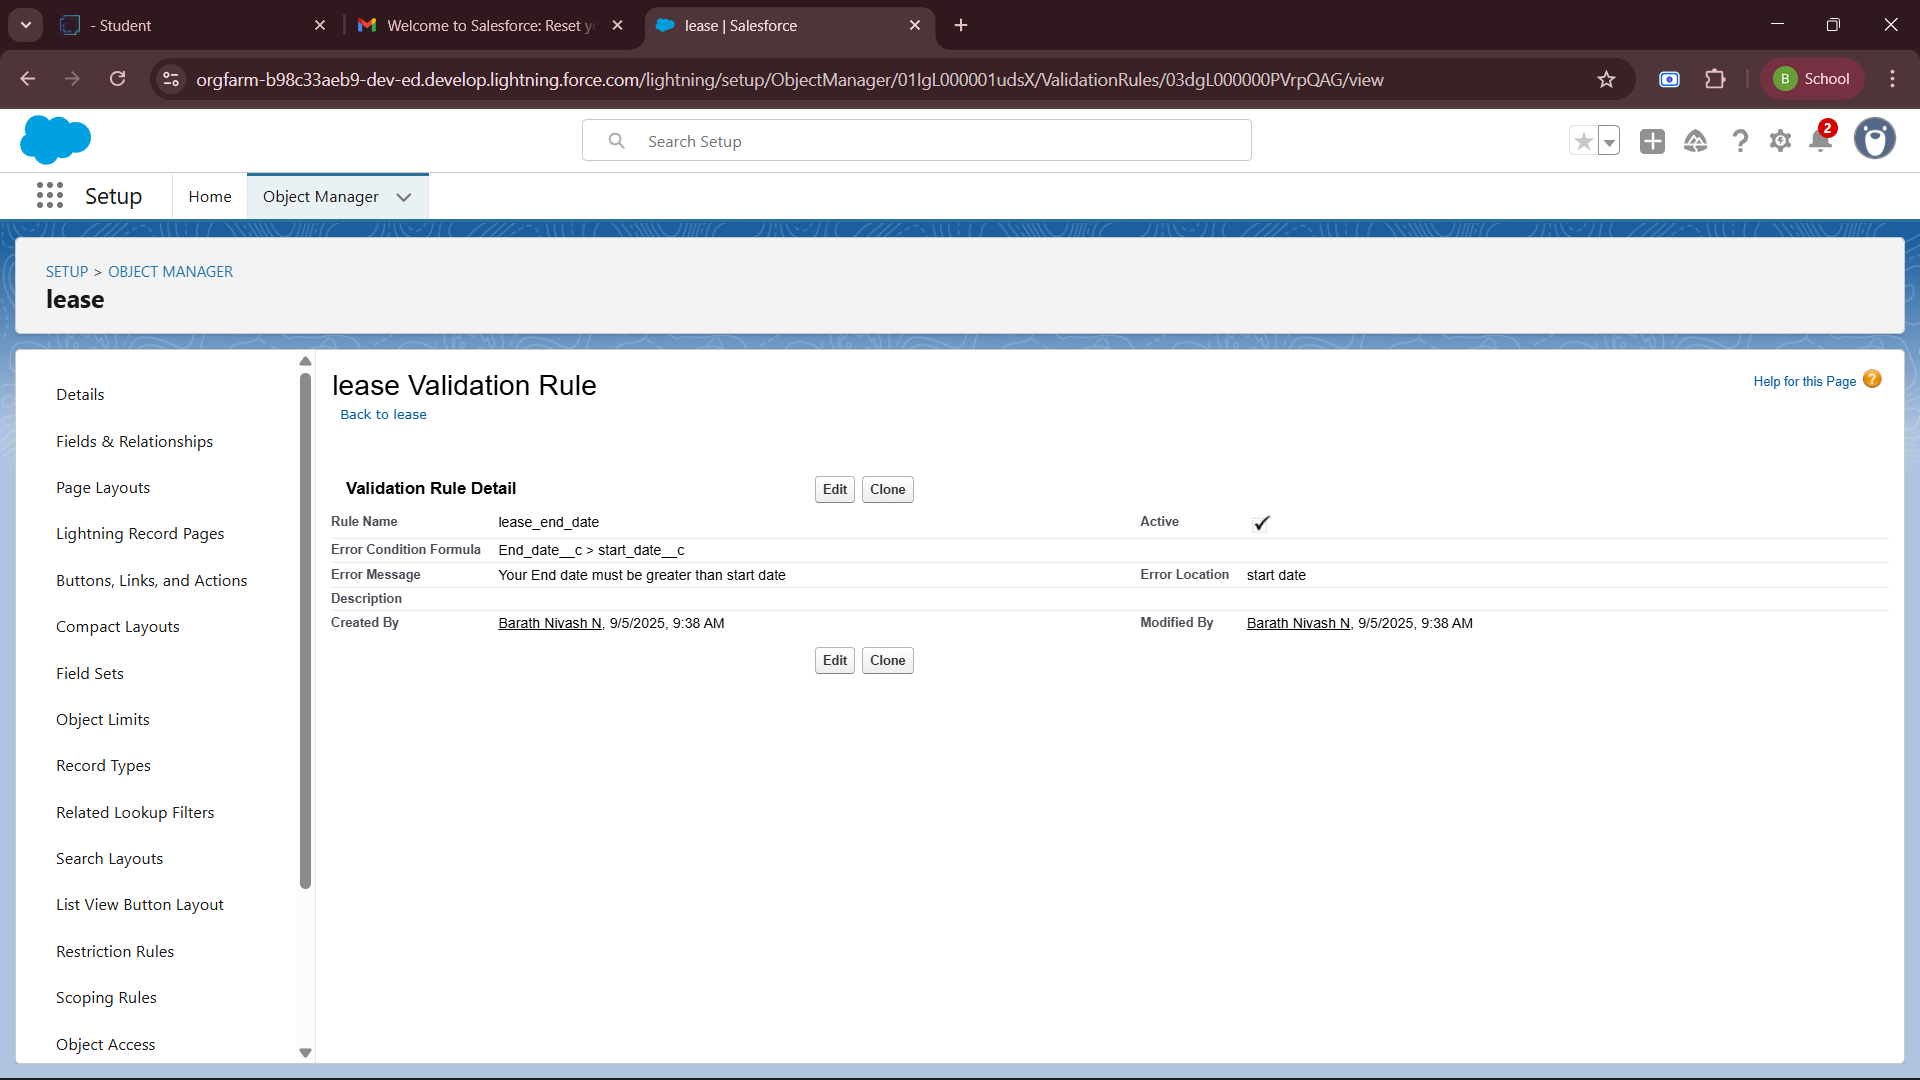 - Student
Welcome to Salesforce: Reset yo
lease | Salesforce
orgfarm-b98c33aeb9-dev-ed.develop.lightning.force.com/lightning/setup/ObjectManager/01IgL000001udsX/ValidationRules/03dgL000000PVrpQAG/view
B School
Search Setup
2
Setup
Home
Object Manager
SETUP > OBJECT MANAGER
lease
Details
Fields & Relationships
Page Layouts
Lightning Record Pages
Buttons, Links, and Actions
Compact Layouts
Field Sets
Object Limits
Record Types
Related Lookup Filters
Search Layouts
List View Button Layout
Restriction Rules
Scoping Rules
Object Access
lease Validation Rule
Help for this Page ?
Back to lease
Validation Rule Detail
Edit Clone
Rule Name lease_end_date Active
Error Condition Formula End_date__c > start_date__c
Error Message Your End date must be greater than start date Error Location start date
Description
Created By Barath Nivash N, 9/5/2025, 9:38 AM Modified By Barath Nivash N, 9/5/2025, 9:38 AM
Edit Clone